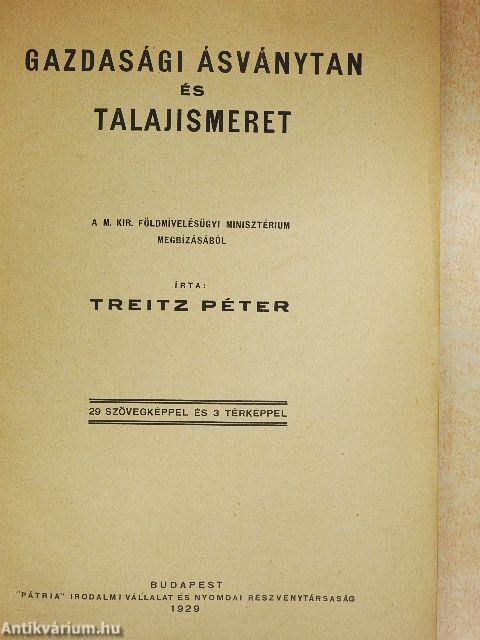 GAZDASÁGI ÁSVÁNYTAN
ÉS
TALAJISMERET
A M. KIR. FÖLDMÍVELÉSÜGYI MINISZTÉRIUM
MEGBÍZÁSÁBÓL
ÍRTA:
TREITZ PÉTER
29 SZÖVEGKÉPPEL ÉS 3 TÉRKÉPPEL
BUDAPEST
"PÁTRIA" IRODALMI VÁLLALAT ÉS NYOMDAI RÉSZVÉNYTÁRSASÁG
1929
Antikvárium.hu